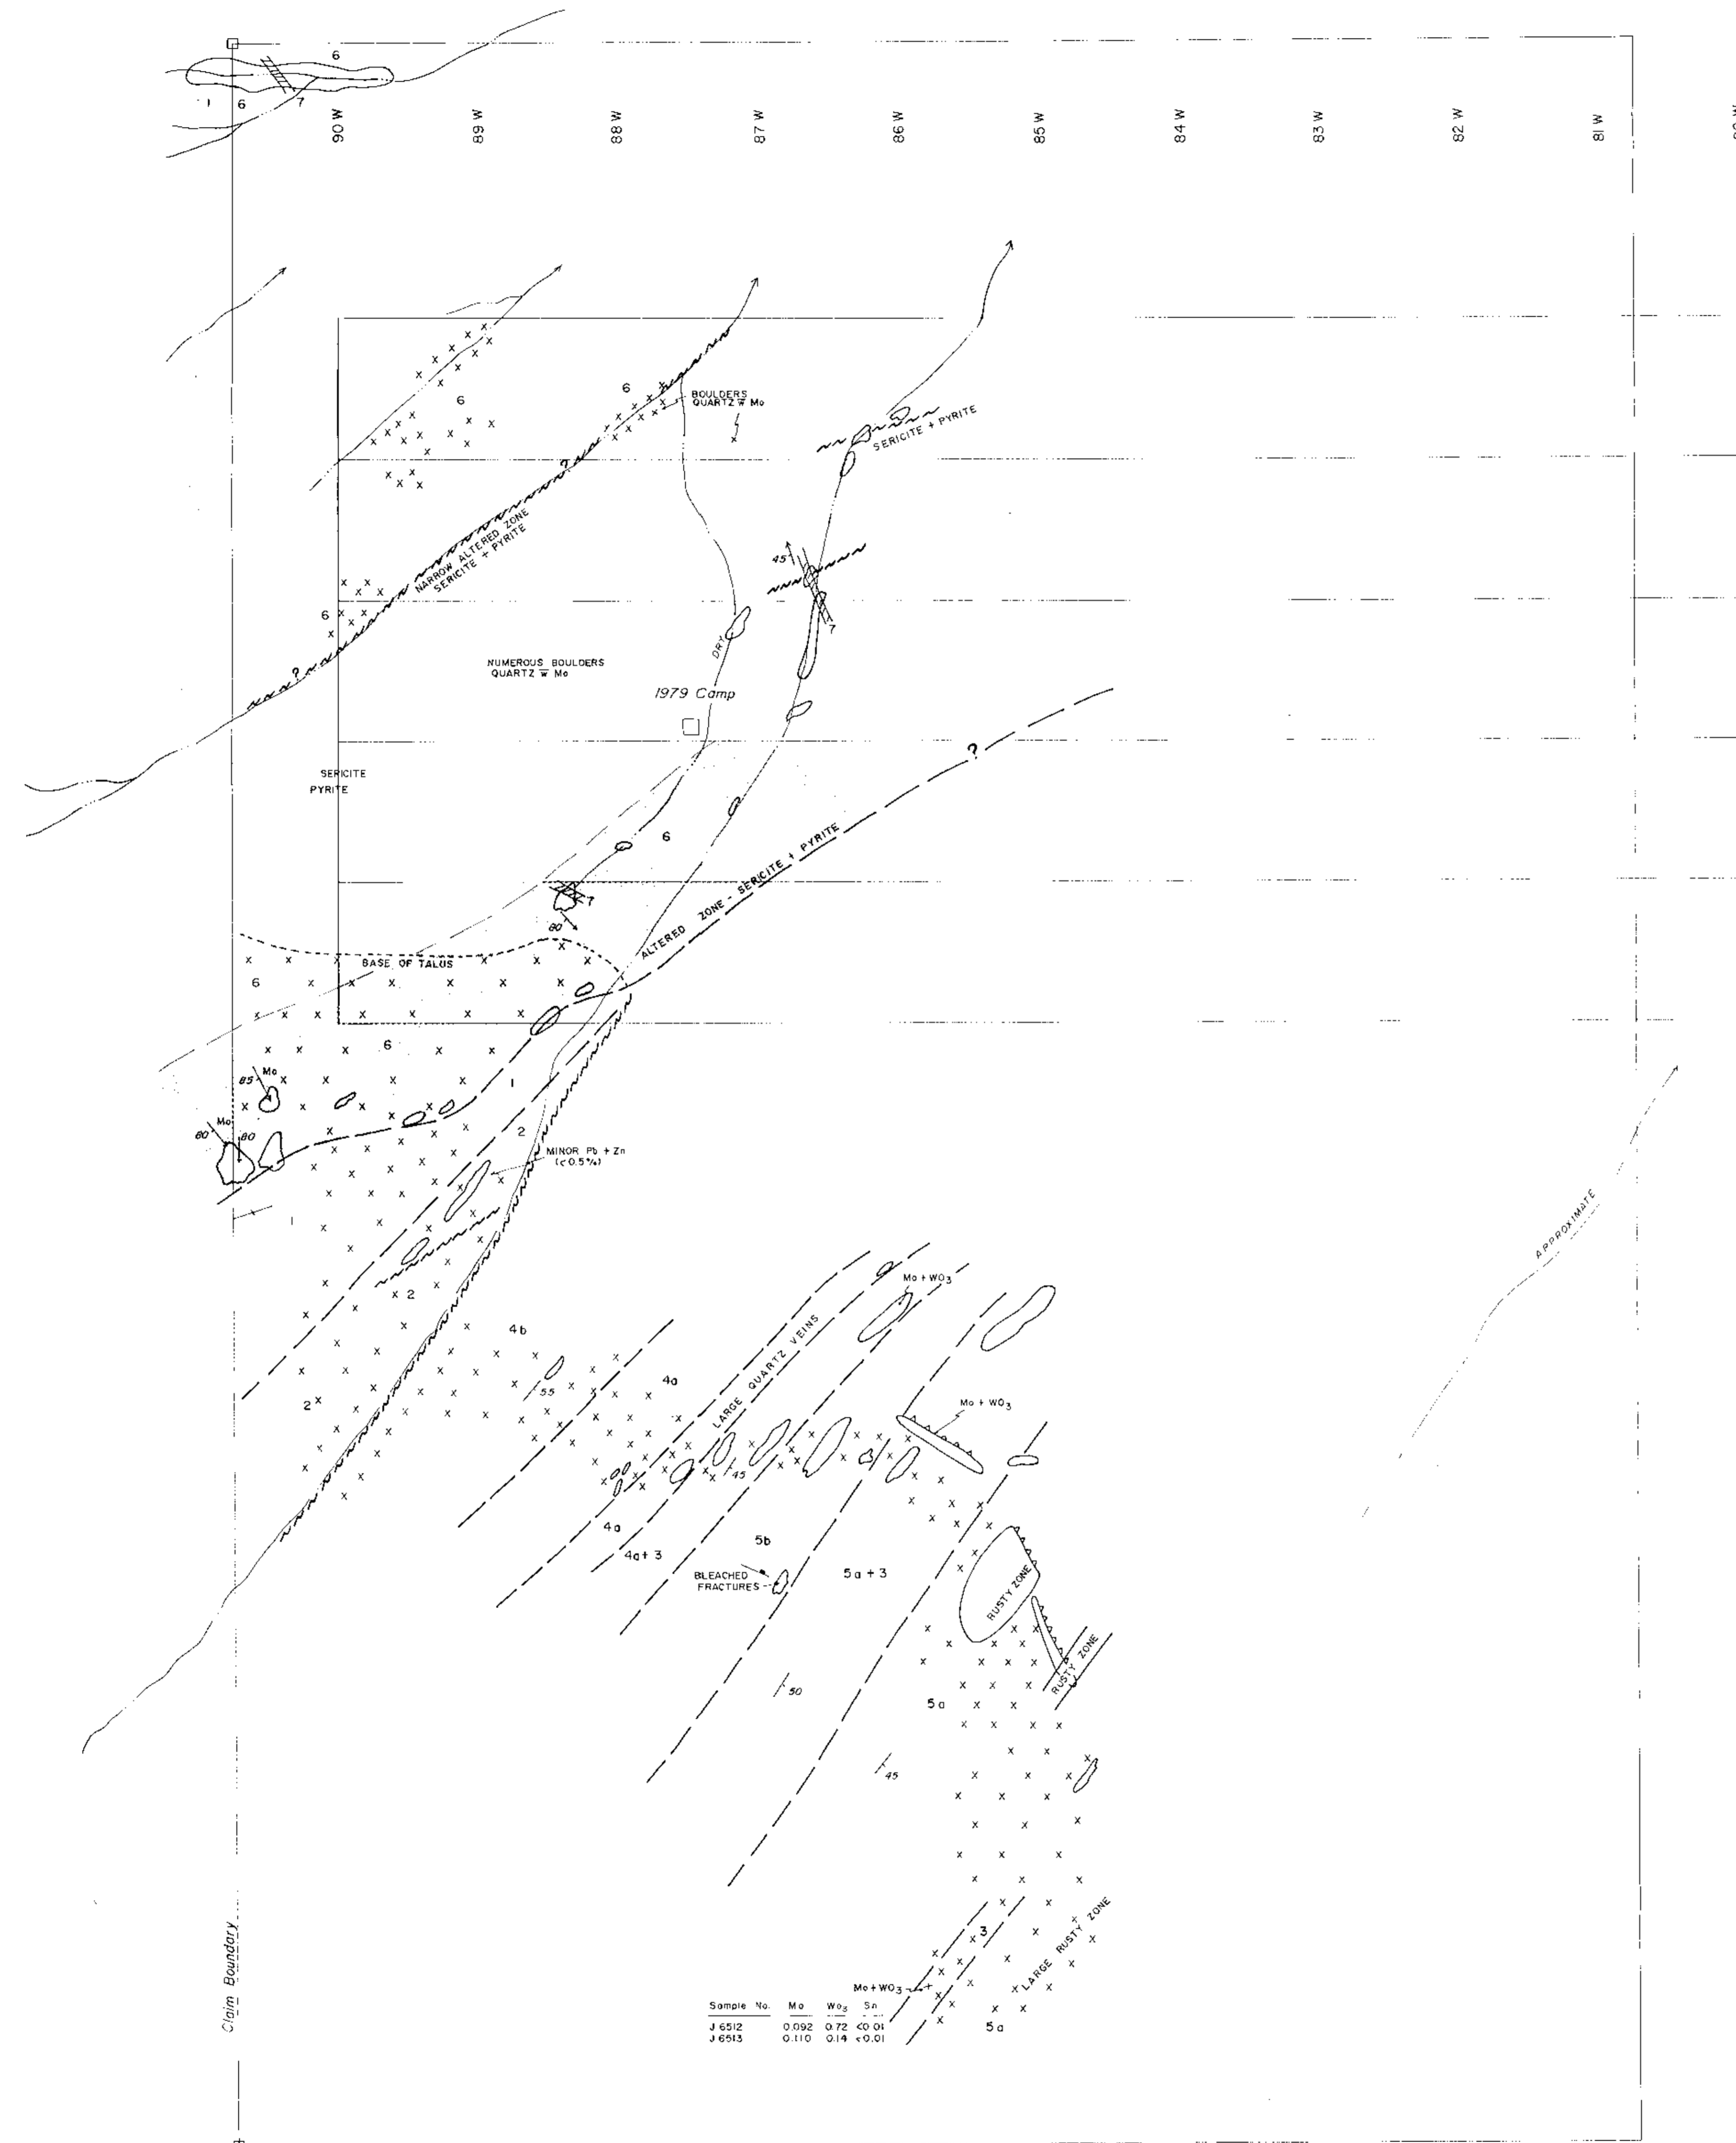 6
1 6 7
90 W
89 W
88 W
87 W
86 W
85 W
84 W
83 W
82 W
81 W
6
6
BOULDERS
QUARTZ w̅ Mo
SERICITE + PYRITE
?
NARROW ALTERED ZONE
SERICITE + PYRITE
45
7
6
?
DRY
NUMEROUS BOULDERS
QUARTZ w̅ Mo
1979 Camp
?
SERICITE
PYRITE
6
ALTERED ZONE - SERICITE + PYRITE
7
80
BASE OF TALUS
6
6
Mo
85
1
Mo
80
80
2
MINOR Pb + Zn
(<0.5%)
1
APPROXIMATE
2
Mo + WO3
4b
LARGE QUARTZ VEINS
4a
55
2
Mo + WO3
45
4a
4a + 3
5b
BLEACHED
FRACTURES
5a + 3
RUSTY ZONE
RUSTY ZONE
50
5a
45
3
LARGE RUSTY ZONE
Claim Boundary
Mo + WO3
5a
Sample No. Mo Wo3 Sn
J 6512 0.092 0.72 <0.01
J 6513 0.110 0.14 <0.01